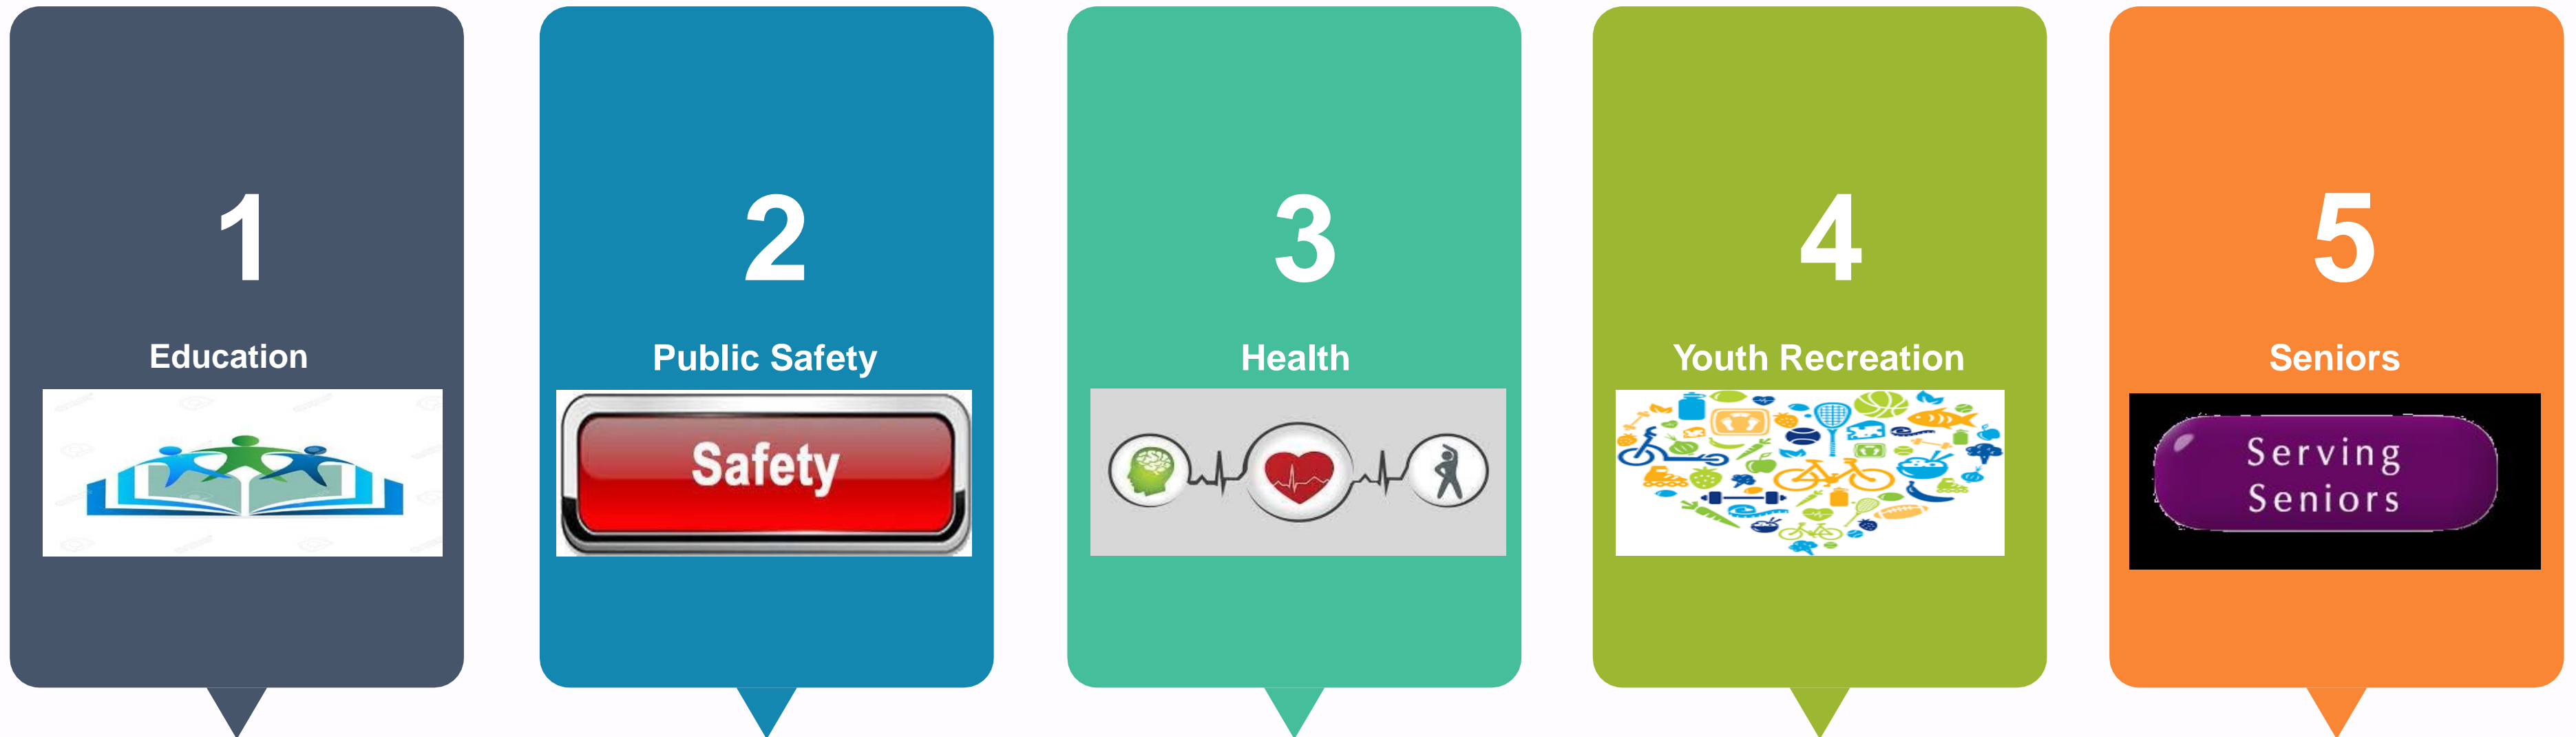 1
Education
2
Public Safety
Safety
3
Health
4
Youth Recreation
5
Seniors
Serving
Seniors